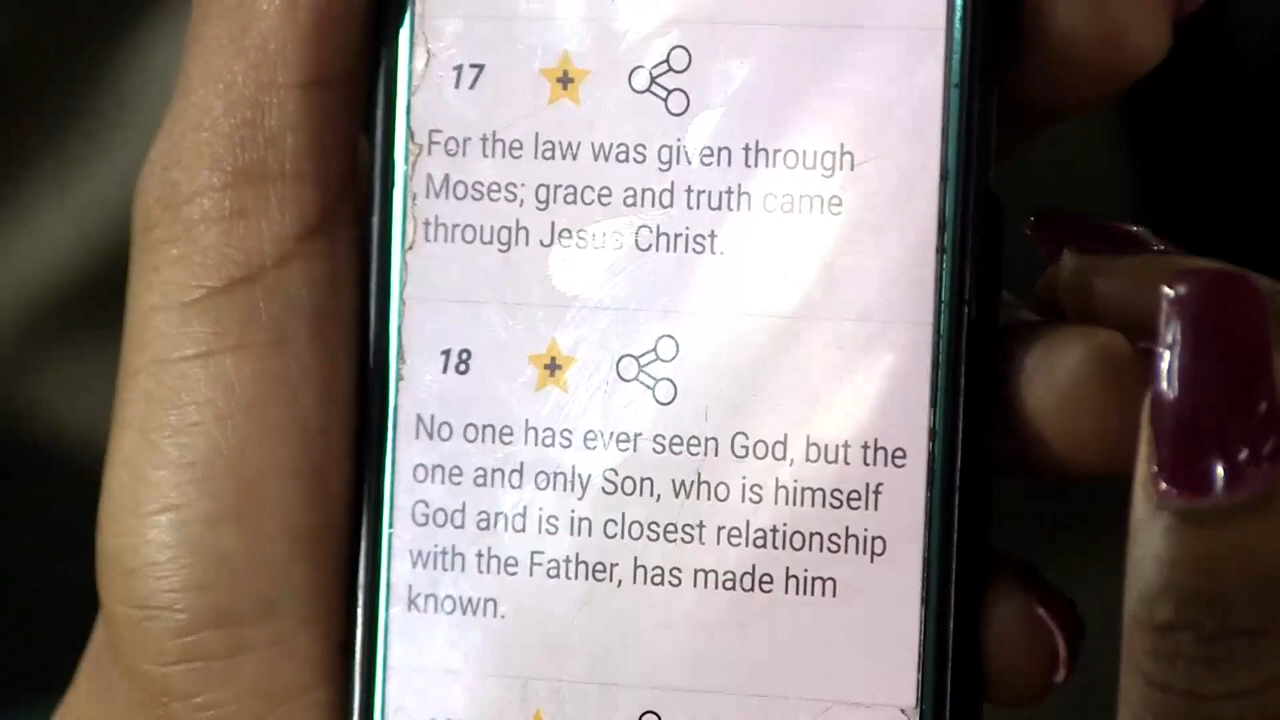 17
For the law was given through
Moses; grace and truth came
through Jesus Christ.
18
No one has ever seen God, but the
one and only Son, who is himself
God and is in closest relationship
with the Father, has made him
known.